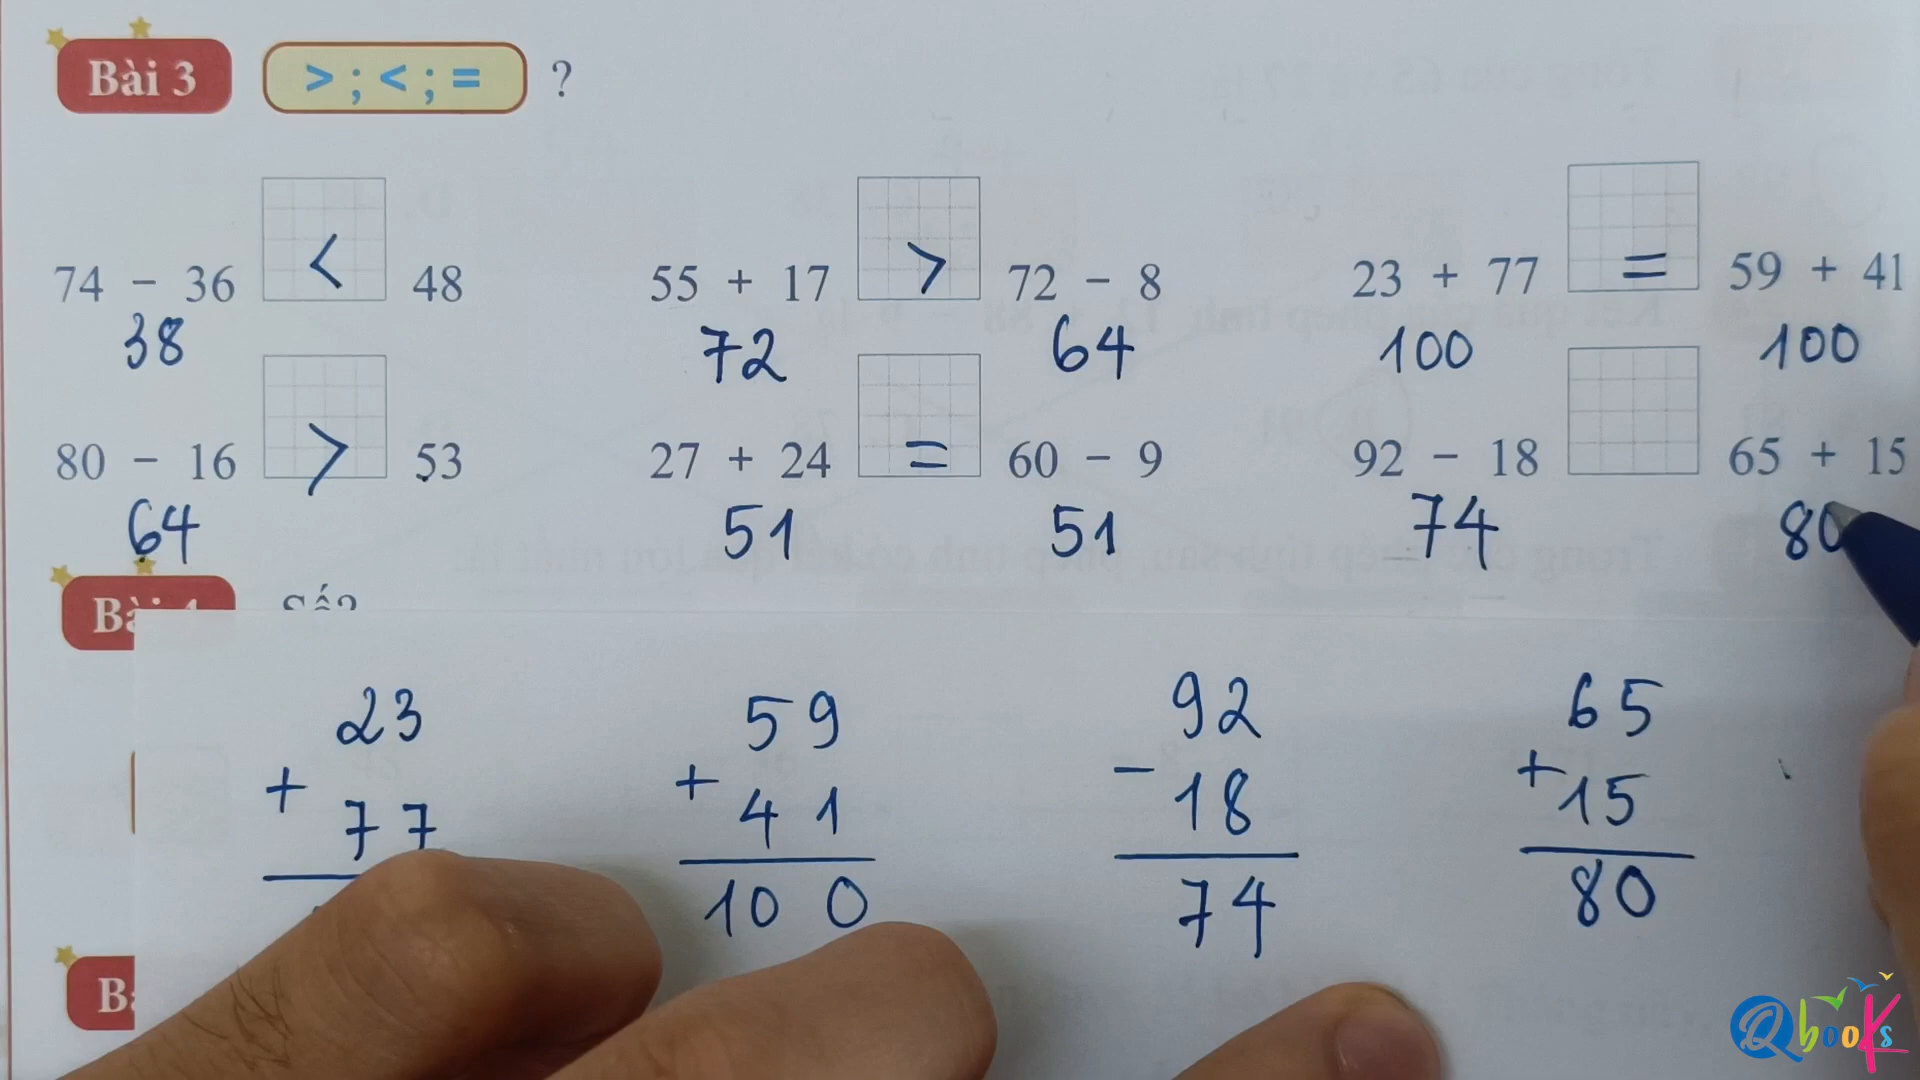 Bài 3 > ; < ; = ?
74 - 36 < 48 55 + 17 > 72 - 8 23 + 77 = 59 + 41
38 72 64 100 100
80 - 16 > 53 27 + 24 = 60 - 9 92 - 18 65 + 15
64 51 51 74 80
Số?
23 59 92 65
+ 77 + 41 - 18 + 15
100 74 80
Qbooks